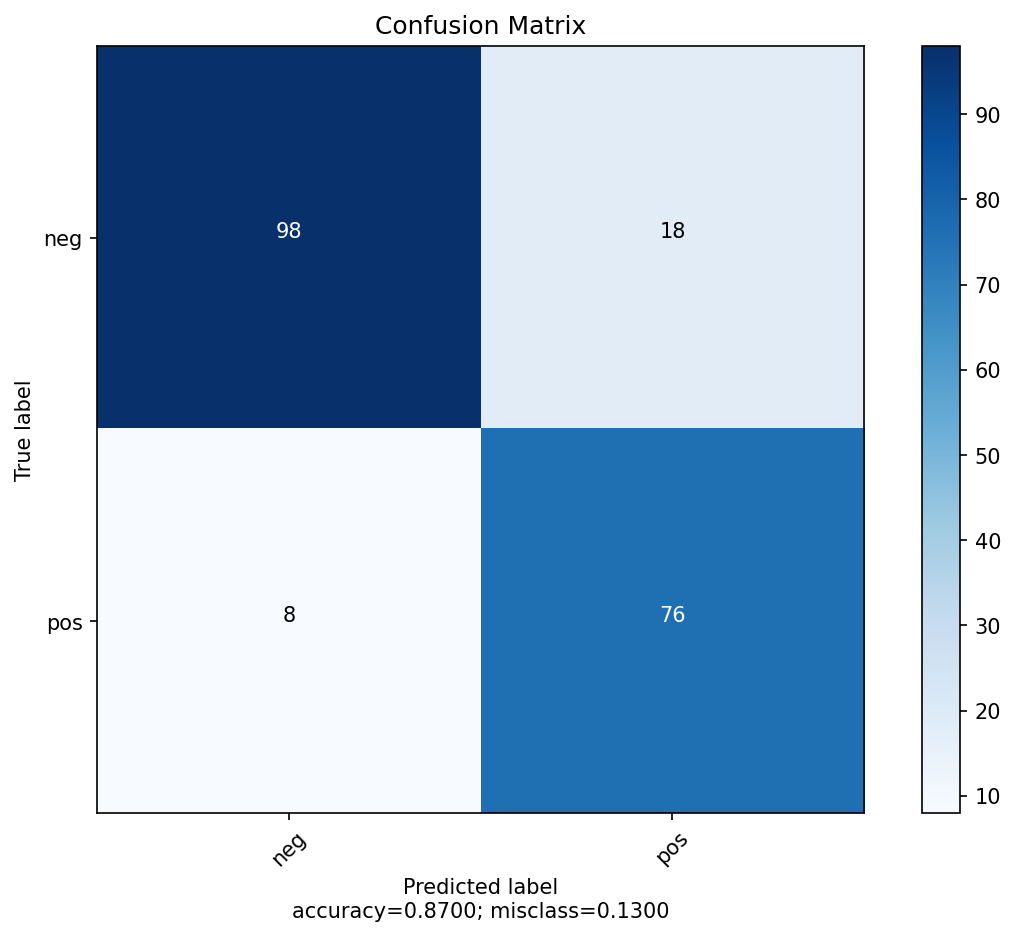 Confusion Matrix
neg
98
18
pos
8
76
True label
neg
pos
Predicted label
accuracy=0.8700; misclass=0.1300
90
80
70
60
50
40
30
20
10